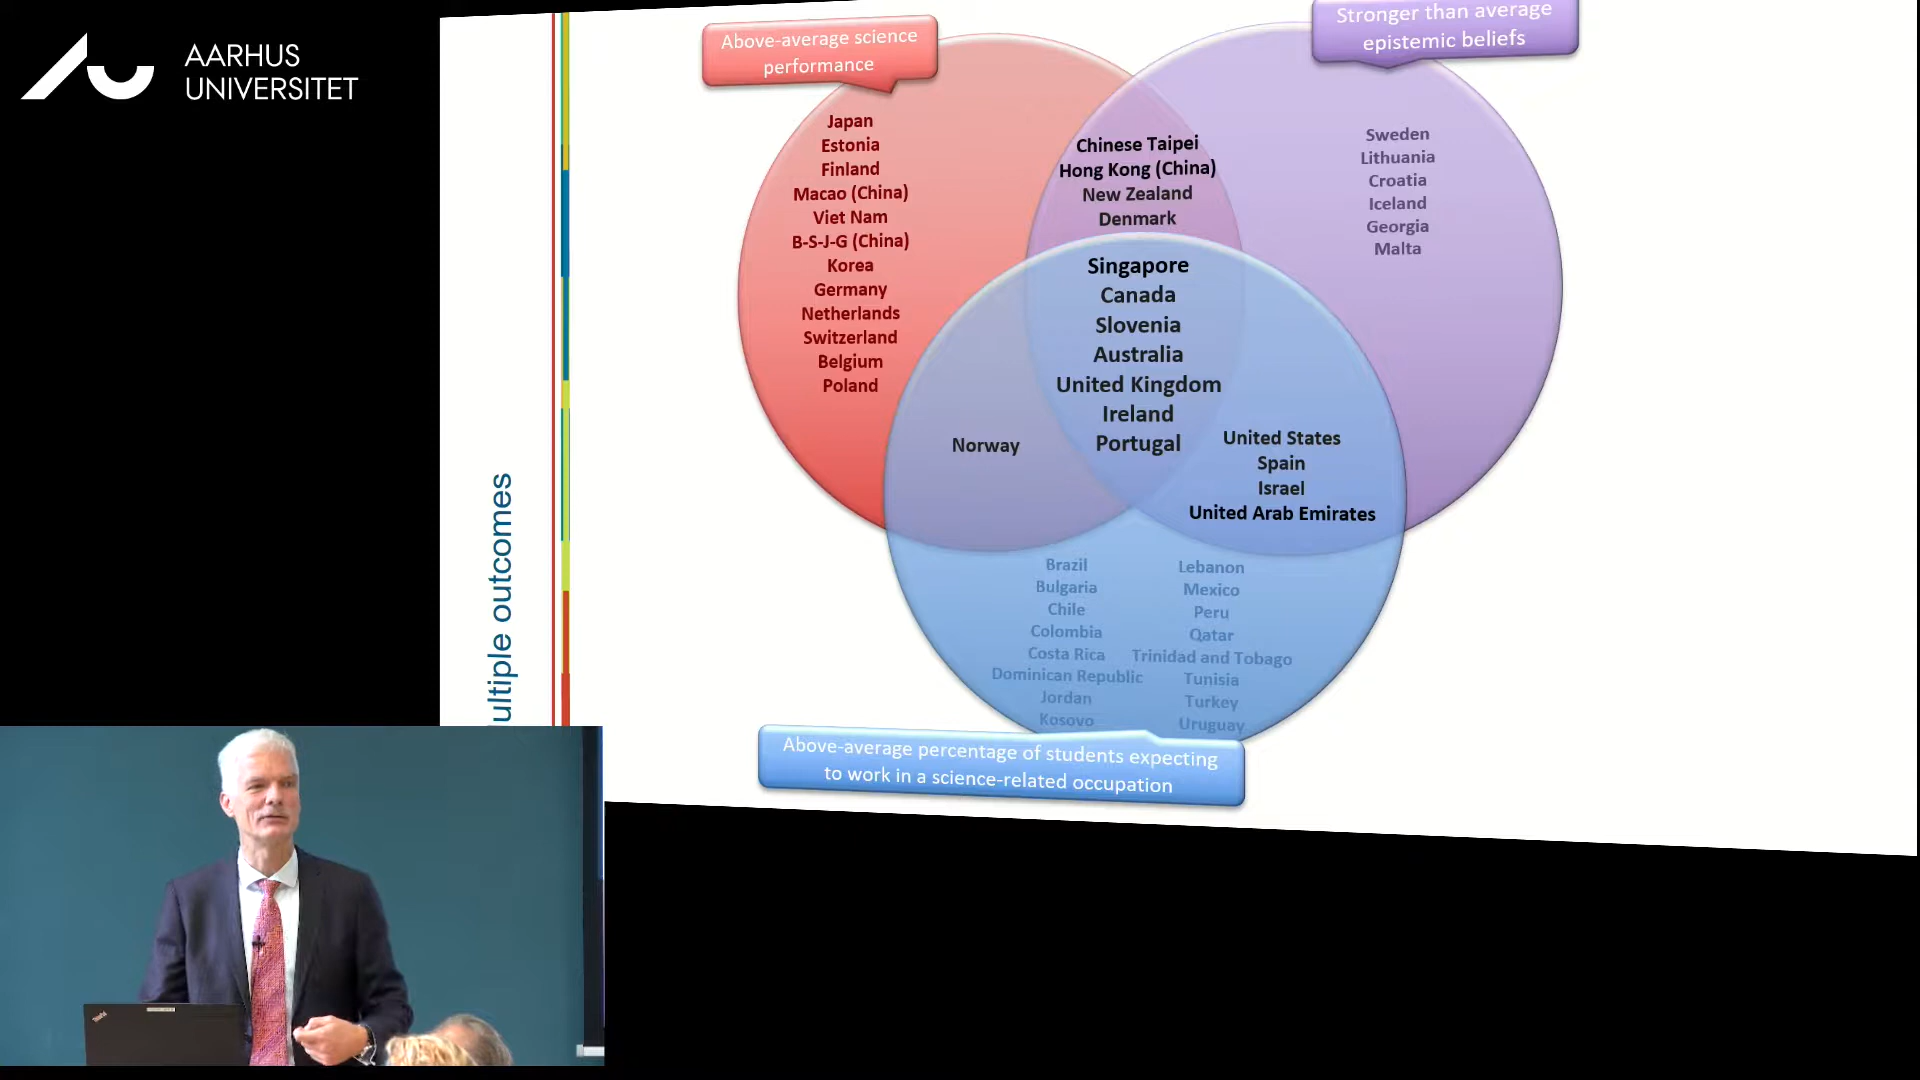 AARHUS
UNIVERSITET
ultiple outcomes
Above-average science
performance
Stronger than average
epistemic beliefs
Japan
Estonia
Finland
Macao (China)
Viet Nam
B-S-J-G (China)
Korea
Germany
Netherlands
Switzerland
Belgium
Poland
Chinese Taipei
Hong Kong (China)
New Zealand
Denmark
Sweden
Lithuania
Croatia
Iceland
Georgia
Malta
Singapore
Canada
Slovenia
Australia
United Kingdom
Ireland
Portugal
Norway
United States
Spain
Israel
United Arab Emirates
Brazil
Bulgaria
Chile
Colombia
Costa Rica
Dominican Republic
Jordan
Kosovo
Lebanon
Mexico
Peru
Qatar
Trinidad and Tobago
Tunisia
Turkey
Uruguay
Above-average percentage of students expecting
to work in a science-related occupation
ThinkPad